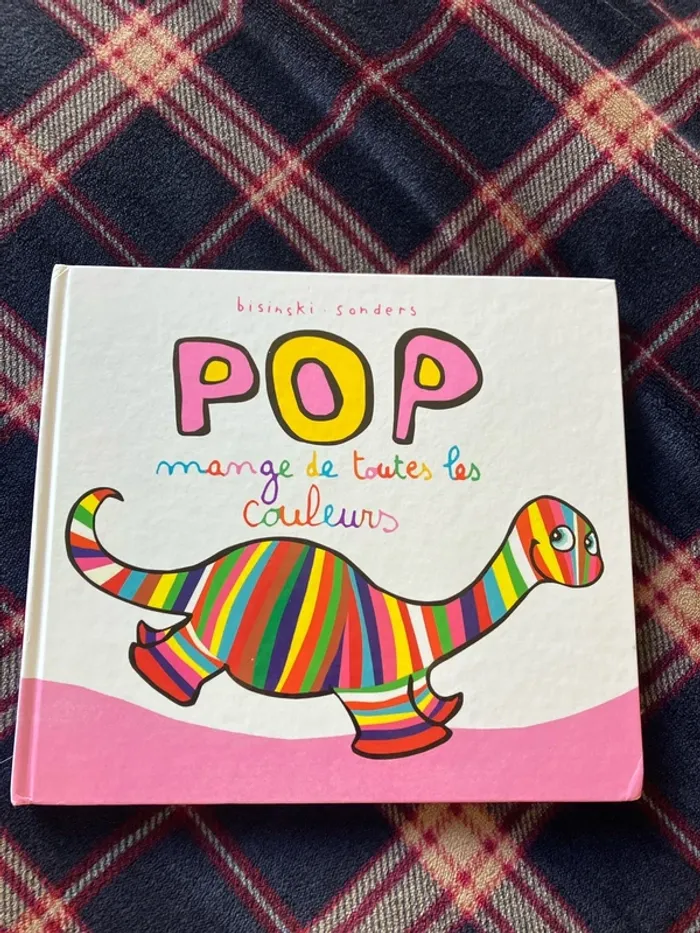 bisinski . sanders
POP
mange de toutes les
couleurs